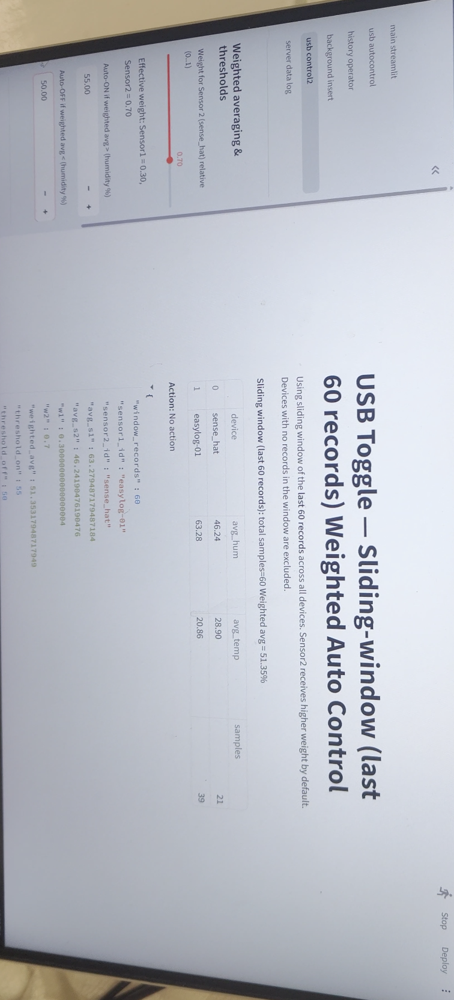 main streamlit
usb autocontrol
history operator
background insert
usb control2
server data log
Weighted averaging &
thresholds
Weight for Sensor 2 (sense_hat) relative
(0..1)
0.70
Effective weight: Sensor1 = 0.30,
Sensor2 = 0.70
Auto-ON if weighted avg > (humidity %)
55.00 - +
Auto-OFF if weighted avg < (humidity %)
50.00 - +
Stop Deploy
USB Toggle — Sliding-window (last
60 records) Weighted Auto Control
Using sliding window of the last 60 records across all devices. Sensor2 receives higher weight by default.
Devices with no records in the window are excluded.
Sliding window (last 60 records): total samples=60 Weighted avg = 51.35%
device avg_hum avg_temp samples
0 sense_hat 46.24 28.90 21
1 easylog-01 63.28 20.86 39
Action: No action
{
"window_records" : 60
"sensor1_id" : "easylog-01"
"sensor2_id" : "sense_hat"
"avg_s1" : 63.279487179487184
"avg_s2" : 46.24190476190476
"w1" : 0.30000000000000004
"w2" : 0.7
"weighted_avg" : 51.35317948717949
"threshold_on" : 55
"threshold_off" : 50